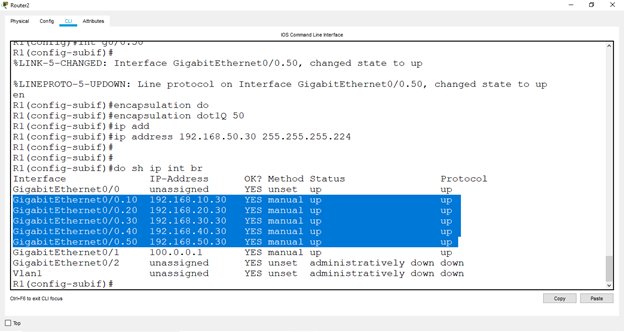 Router2
Physical Config CLI Attributes
IOS Command Line Interface
R1(config)#int g0/0.50
R1(config-subif)#
%LINK-5-CHANGED: Interface GigabitEthernet0/0.50, changed state to up
%LINEPROTO-5-UPDOWN: Line protocol on Interface GigabitEthernet0/0.50, changed state to up
en
R1(config-subif)#encapsulation do
R1(config-subif)#encapsulation dot1Q 50
R1(config-subif)#ip add
R1(config-subif)#ip address 192.168.50.30 255.255.255.224
R1(config-subif)#
R1(config-subif)#
R1(config-subif)#do sh ip int br
Interface IP-Address OK? Method Status Protocol
GigabitEthernet0/0 unassigned YES unset up up
GigabitEthernet0/0.10 192.168.10.30 YES manual up up
GigabitEthernet0/0.20 192.168.20.30 YES manual up up
GigabitEthernet0/0.30 192.168.30.30 YES manual up up
GigabitEthernet0/0.40 192.168.40.30 YES manual up up
GigabitEthernet0/0.50 192.168.50.30 YES manual up up
GigabitEthernet0/1 100.0.0.1 YES manual up up
GigabitEthernet0/2 unassigned YES unset administratively down down
Vlan1 unassigned YES unset administratively down down
R1(config-subif)#
Ctrl+F6 to exit CLI focus
Copy Paste
Top